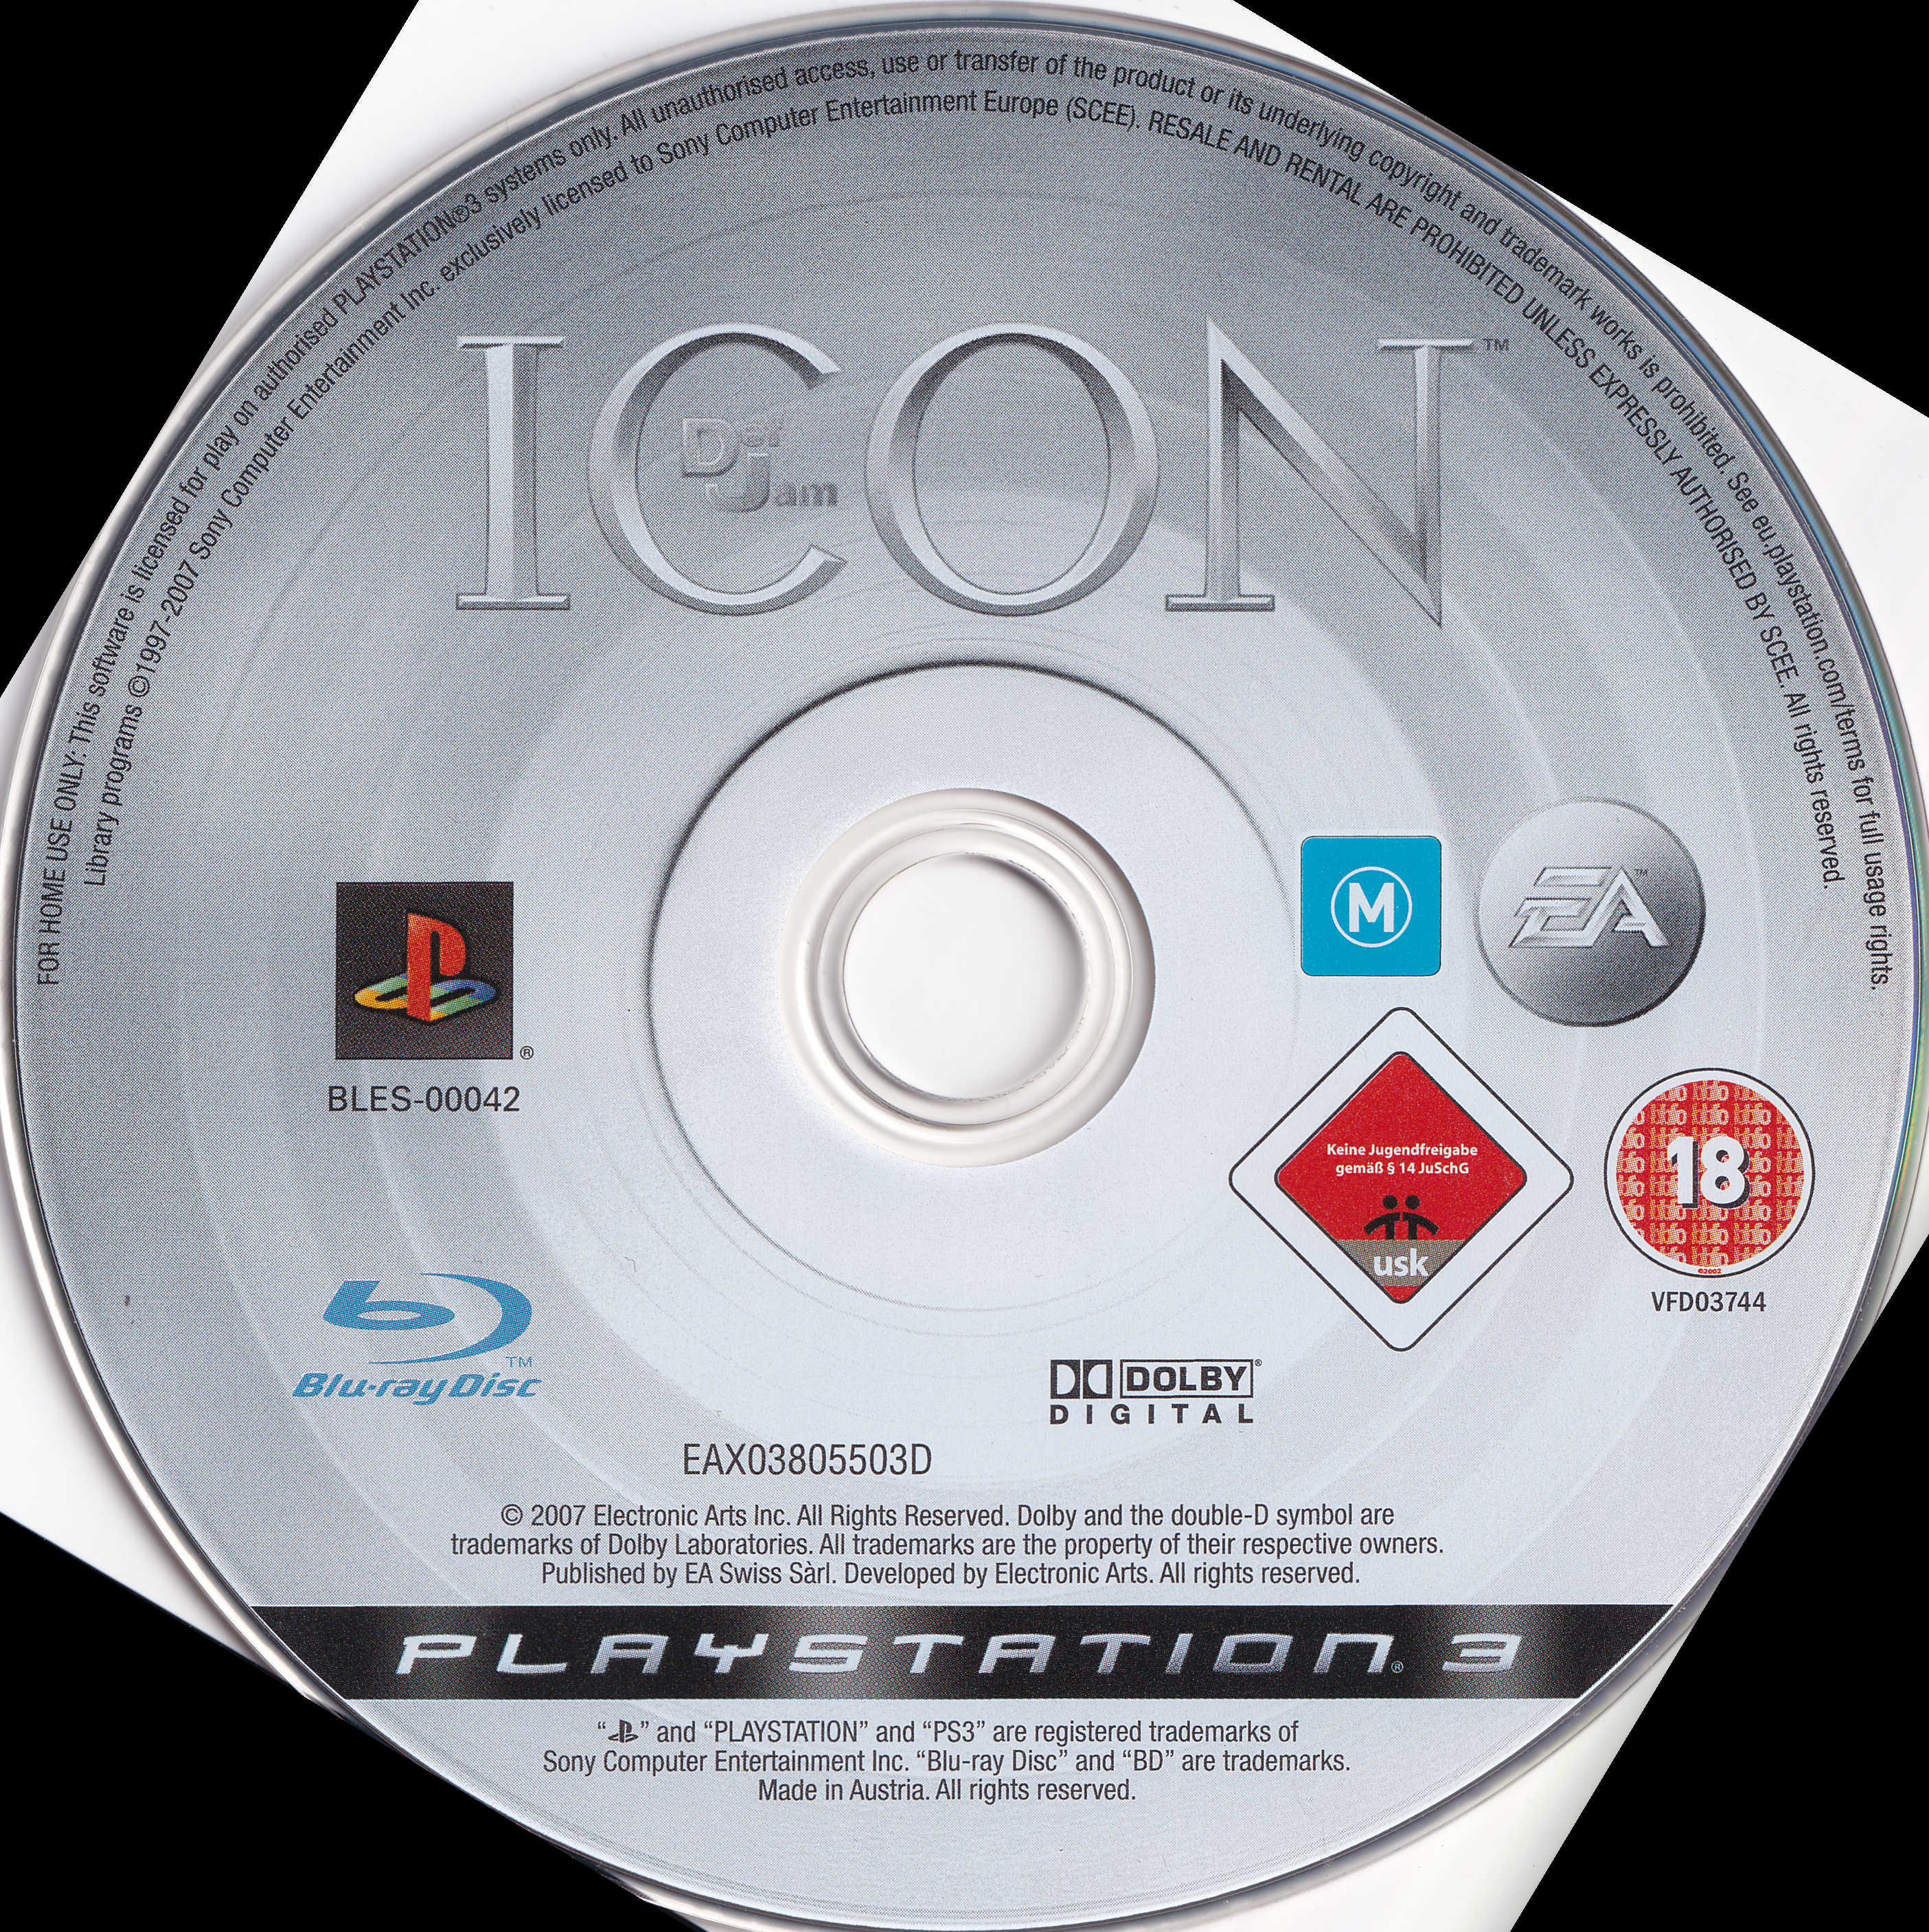 FOR HOME USE ONLY: This software is licensed for play on authorised PLAYSTATION®3 systems only. All unauthorised access, use or transfer of the product or its underlying copyright and trademark works is prohibited. See eu.playstation.com/terms for full usage rights.
Library programs ©1997-2007 Sony Computer Entertainment Inc. exclusively licensed to Sony Computer Entertainment Europe (SCEE). RESALE AND RENTAL ARE PROHIBITED UNLESS EXPRESSLY AUTHORISED BY SCEE. All rights reserved.
ICON™
Def
Jam
M
EA™
®
BLES-00042
Keine Jugendfreigabe
gemäß § 14 JuSchG
usk
18
©2002
VFD03744
Blu-ray Disc™
DOLBY®
DIGITAL
EAX03805503D
© 2007 Electronic Arts Inc. All Rights Reserved. Dolby and the double-D symbol are
trademarks of Dolby Laboratories. All trademarks are the property of their respective owners.
Published by EA Swiss Sàrl. Developed by Electronic Arts. All rights reserved.
PLAYSTATION®3
“ ” and “PLAYSTATION” and “PS3” are registered trademarks of
Sony Computer Entertainment Inc. “Blu-ray Disc” and “BD” are trademarks.
Made in Austria. All rights reserved.